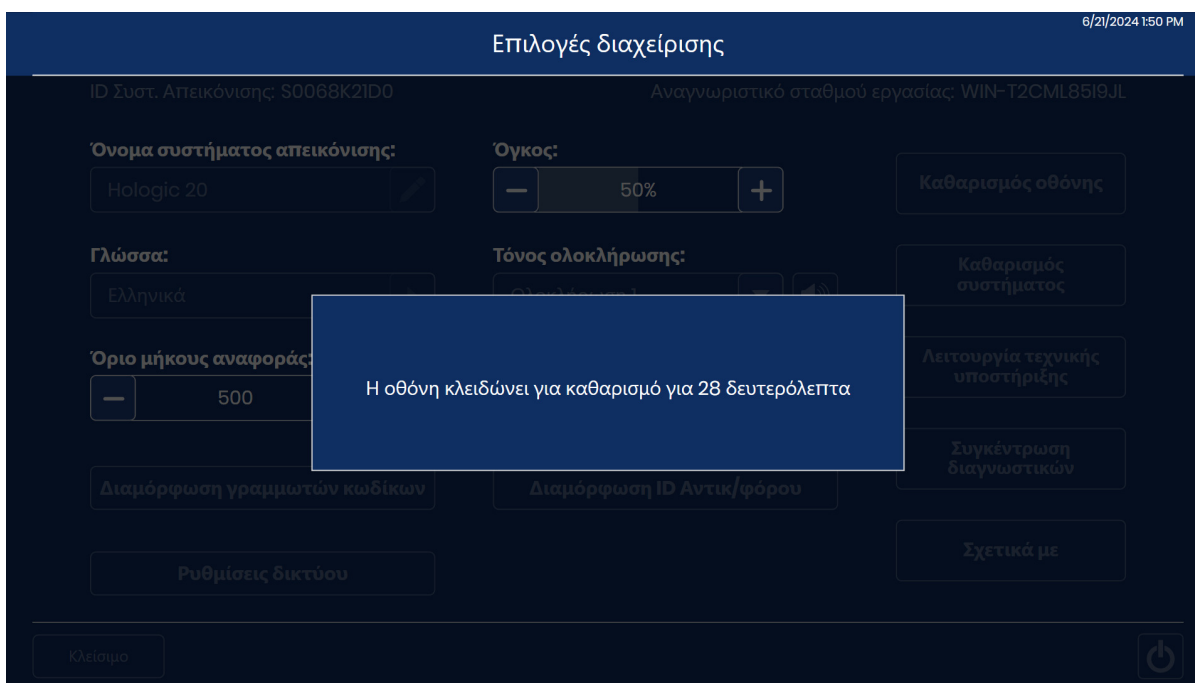 6/21/2024 1:50 PM
Επιλογές διαχείρισης
ID Συστ. Απεικόνισης: S0068K21D0
Αναγνωριστικό σταθμού εργασίας: WIN-T2CML85I9JL
Όνομα συστήματος απεικόνισης:
Hologic 20
Όγκος:
50%
Καθαρισμός οθόνης
Γλώσσα:
Ελληνικά
Τόνος ολοκλήρωσης:
Ολοκλήρωση 1
Καθαρισμός
συστήματος
Όριο μήκους αναφοράς:
500
Η οθόνη κλειδώνει για καθαρισμό για 28 δευτερόλεπτα
Λειτουργία τεχνικής
υποστήριξης
Συγκέντρωση
διαγνωστικών
Διαμόρφωση γραμμωτών κωδίκων
Διαμόρφωση ID Αντικ/φόρου
Ρυθμίσεις δικτύου
Σχετικά με
Κλείσιμο